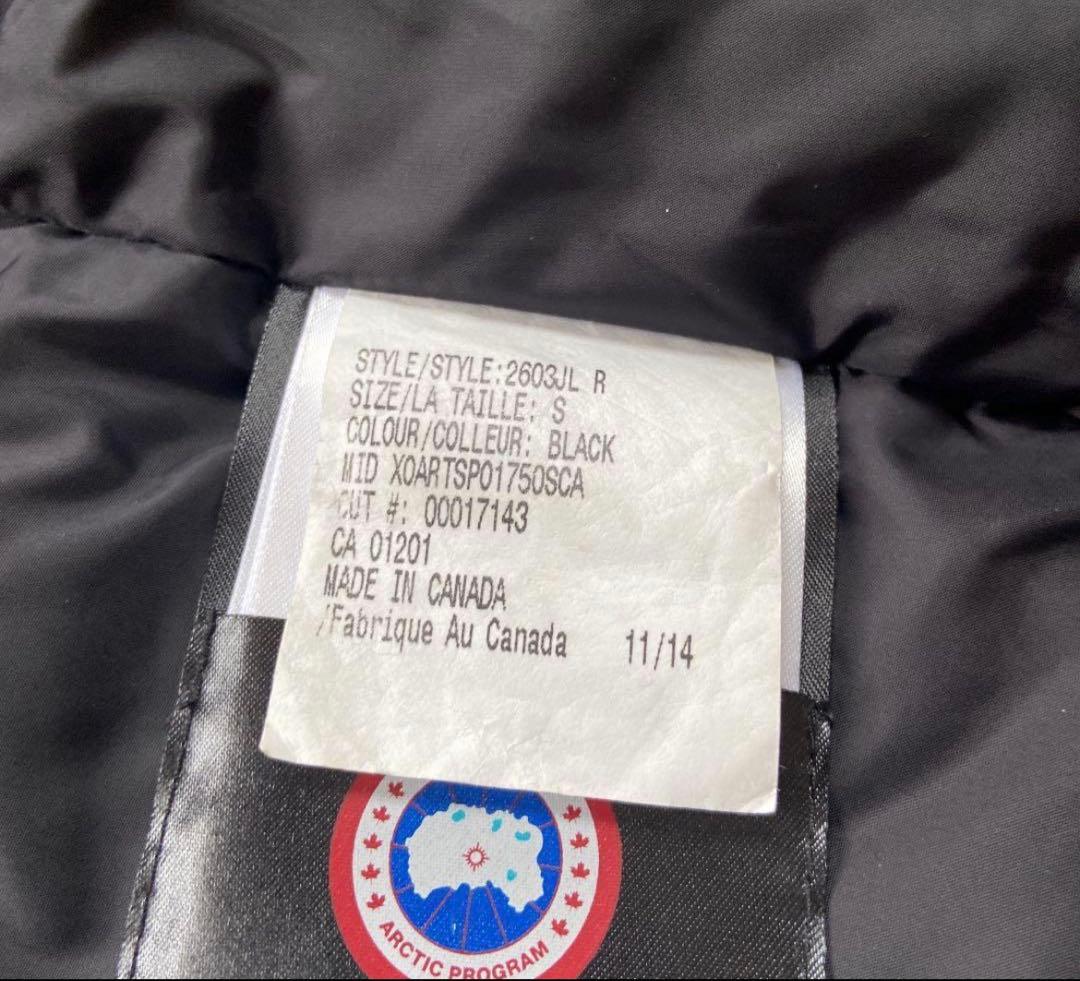 STYLE/STYLE:2603JL R
SIZE/LA TAILLE: S
COLOUR/COLLEUR: BLACK
MID XOARTSPO1750SCA
CUT #: 00017143
CA 01201
MADE IN CANADA
/Fabrique Au Canada 11/14
ARCTIC PROGRAM